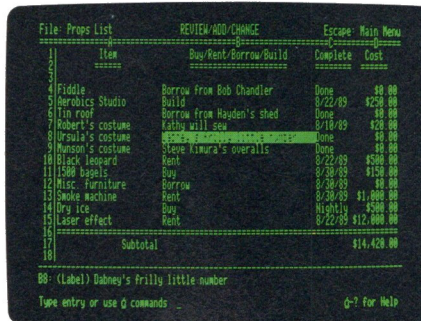 File: Props List REVIEW/ADD/CHANGE Escape: Main Menu
=====A==========B==========C=====D=====
1 Item Buy/Rent/Borrow/Build Complete Cost
2 ====== ====== ====== ======
3
4 Fiddle Borrow from Bob Chandler Done $0.00
5 Aerobics Studio Build 8/22/89 $250.00
6 Tin roof Borrow from Hayden's shed Done $0.00
7 Robert's costume Kathy will sew 8/10/89 $20.00
8 Ursula's costume Dabney's frilly little number Done $0.00
9 Munson's costume Steve Kimura's overalls Done $0.00
10 Black leopard Rent 8/22/89 $500.00
11 1500 bagels Buy 8/30/89 $150.00
12 Misc. furniture Borrow 8/30/89 $0.00
13 Smoke machine Rent 8/30/89 $1,000.00
14 Dry ice Buy Nightly $500.00
15 Laser effect Rent 8/22/89 $12,000.00
16
17 Subtotal $14,420.00
18
B8: (Label) Dabney's frilly little number
Type entry or use commands _ -? for Help